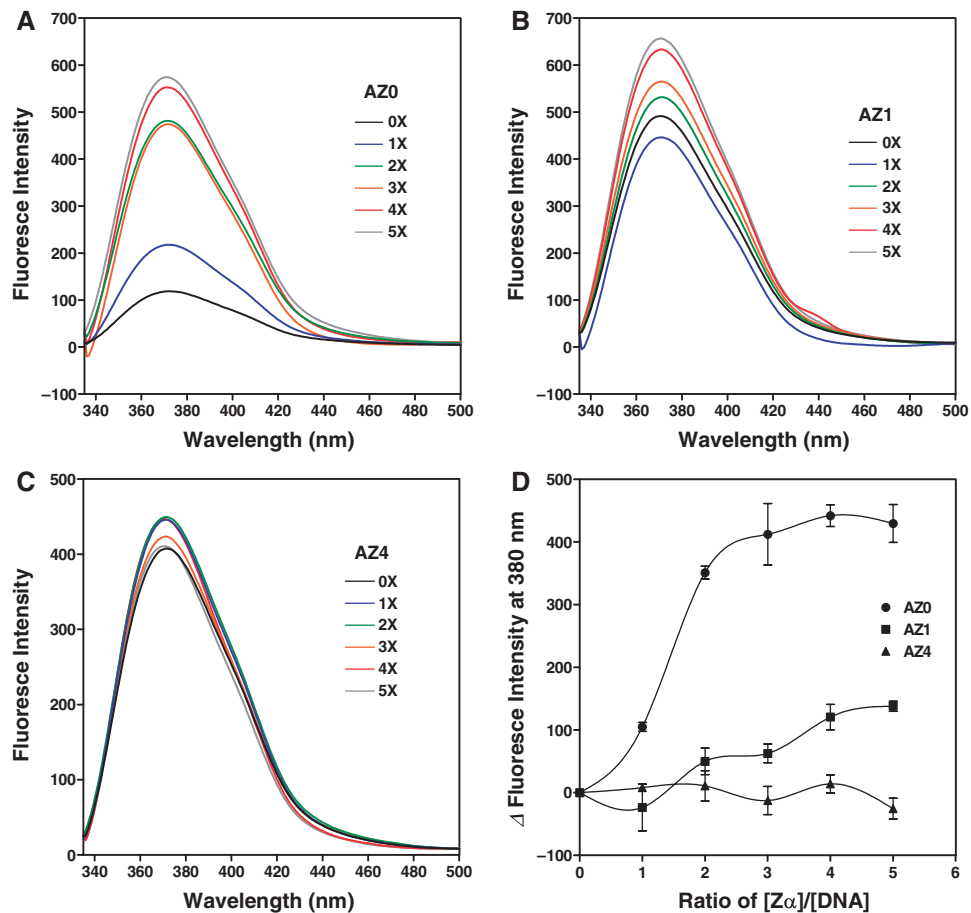 A
AZ0
0X
1X
2X
3X
4X
5X
700
600
500
400
300
200
100
0
−100
340 360 380 400 420 440 460 480 500
Fluoresce Intensity
Wavelength (nm)
B
AZ1
0X
1X
2X
3X
4X
5X
700
600
500
400
300
200
100
0
−100
340 360 380 400 420 440 460 480 500
Fluoresce Intensity
Wavelength (nm)
C
AZ4
0X
1X
2X
3X
4X
5X
500
400
300
200
100
0
340 360 380 400 420 440 460 480 500
Fluoresce Intensity
Wavelength (nm)
D
AZ0
AZ1
AZ4
500
400
300
200
100
0
−100
0 1 2 3 4 5 6
Δ Fluoresce Intensity at 380 nm
Ratio of [Zα]/[DNA]